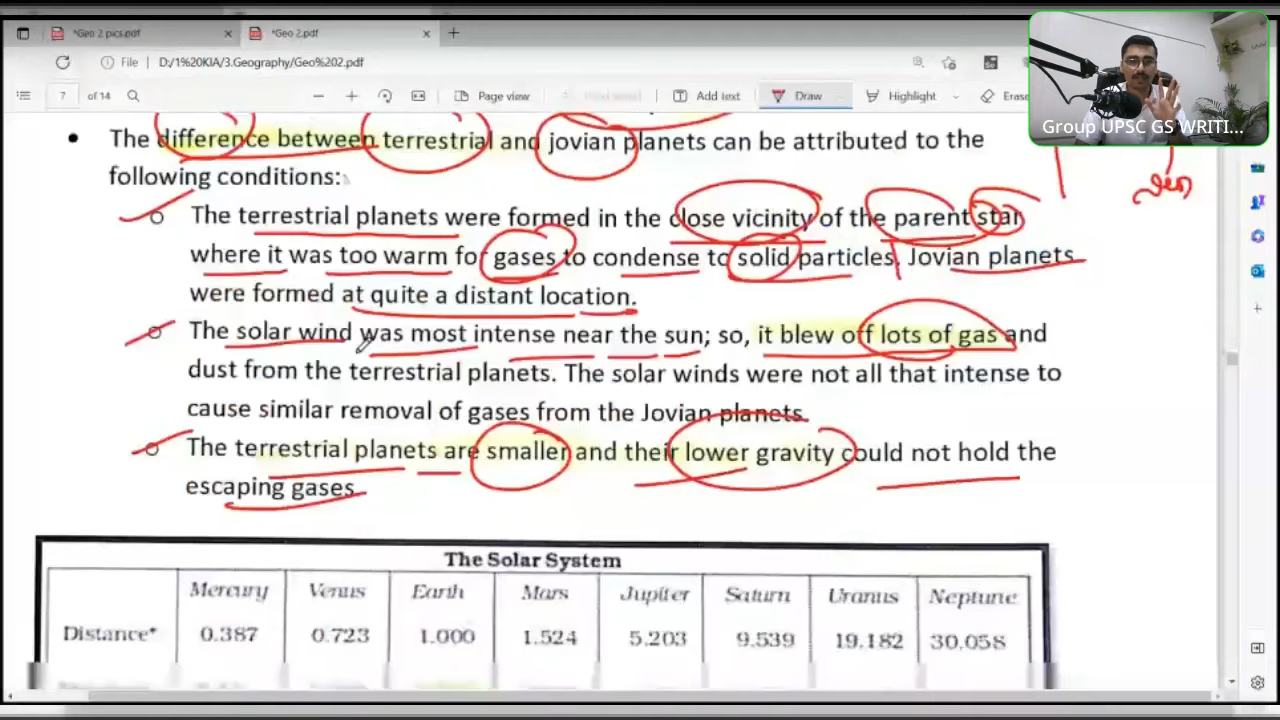 *Geo 2 pics.pdf
*Geo 2.pdf
File D:/1%20KIA/3.Geography/Geo%202.pdf
7 of 14 Page view Add text Draw Highlight Erase
Group UPSC GS WRITI...
• The difference between terrestrial and jovian planets can be attributed to the
following conditions:
o The terrestrial planets were formed in the close vicinity of the parent star
where it was too warm for gases to condense to solid particles. Jovian planets
were formed at quite a distant location.
o The solar wind was most intense near the sun; so, it blew off lots of gas and
dust from the terrestrial planets. The solar winds were not all that intense to
cause similar removal of gases from the Jovian planets.
o The terrestrial planets are smaller and their lower gravity could not hold the
escaping gases.
The Solar System
Mercury Venus Earth Mars Jupiter Saturn Uranus Neptune
Distance* 0.387 0.723 1.000 1.524 5.203 9.539 19.182 30.058